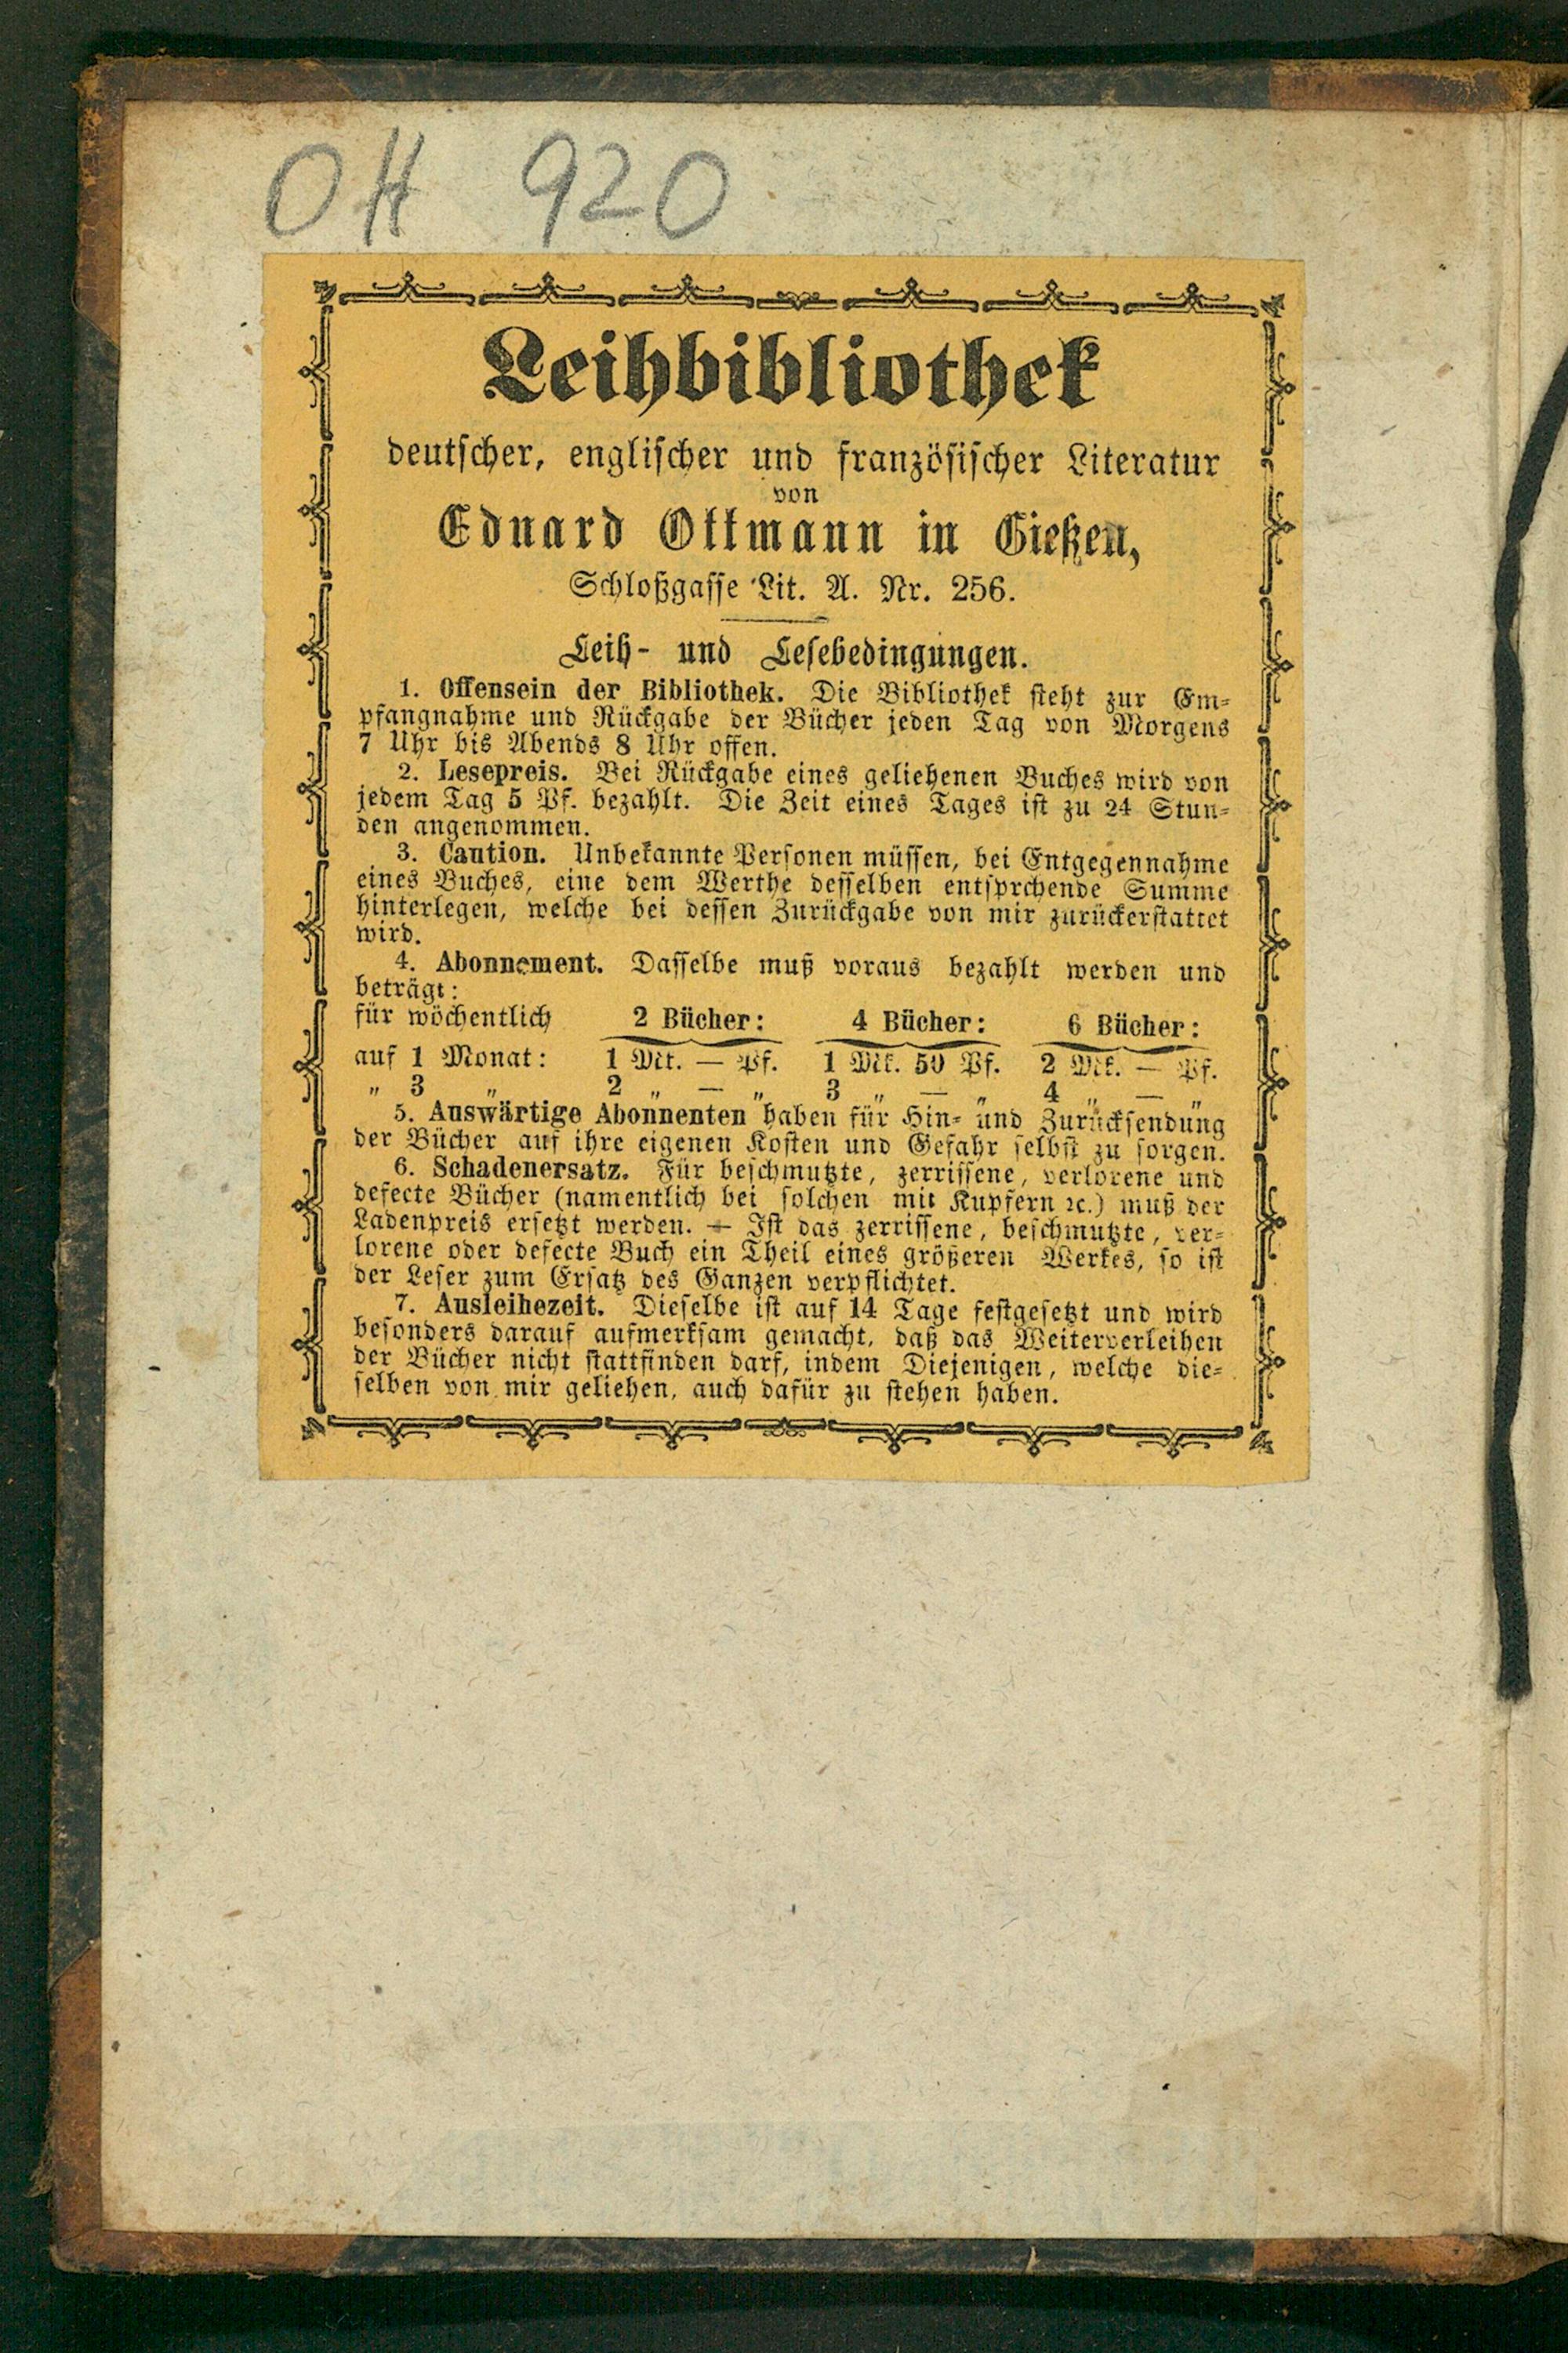 OH 920
Leihbibliothek
deutscher, englischer und französischer Literatur
von
Eduard Ottmann in Gießen,
Schloßgasse Lit. A. Nr. 256.
Leih- und Lesebedingungen.
1. Offensein der Bibliothek. Die Bibliothek steht zur Em-
pfangnahme und Rückgabe der Bücher jeden Tag von Morgens
7 Uhr bis Abends 8 Uhr offen.
2. Lesepreis. Bei Rückgabe eines geliehenen Buches wird von
jedem Tag 5 Pf. bezahlt. Die Zeit eines Tages ist zu 24 Stun-
den angenommen.
3. Caution. Unbekannte Personen müssen, bei Entgegennahme
eines Buches, eine dem Werthe desselben entsprchende Summe
hinterlegen, welche bei dessen Zurückgabe von mir zurückerstattet
wird.
4. Abonnement. Dasselbe muß voraus bezahlt werden und
beträgt:
für wöchentlich 2 Bücher: 4 Bücher: 6 Bücher:
auf 1 Monat: 1 Mk. — Pf. 1 Mk. 50 Pf. 2 Mk. — Pf.
„ 3 „ 2 „ — „ 3 „ — „ 4 „ — „
5. Auswärtige Abonnenten haben für Hin- und Zurücksendung
der Bücher auf ihre eigenen Kosten und Gefahr selbst zu sorgen.
6. Schadenersatz. Für beschmutzte, zerrissene, verlorene und
defecte Bücher (namentlich bei solchen mit Kupfern ꝛc.) muß der
Ladenpreis ersetzt werden. — Ist das zerrissene, beschmutzte, ver-
lorene oder defecte Buch ein Theil eines größeren Werkes, so ist
der Leser zum Ersatz des Ganzen verpflichtet.
7. Ausleihezeit. Dieselbe ist auf 14 Tage festgesetzt und wird
besonders darauf aufmerksam gemacht, daß das Weiterverleihen
der Bücher nicht stattfinden darf, indem Diejenigen, welche die-
selben von mir geliehen, auch dafür zu stehen haben.